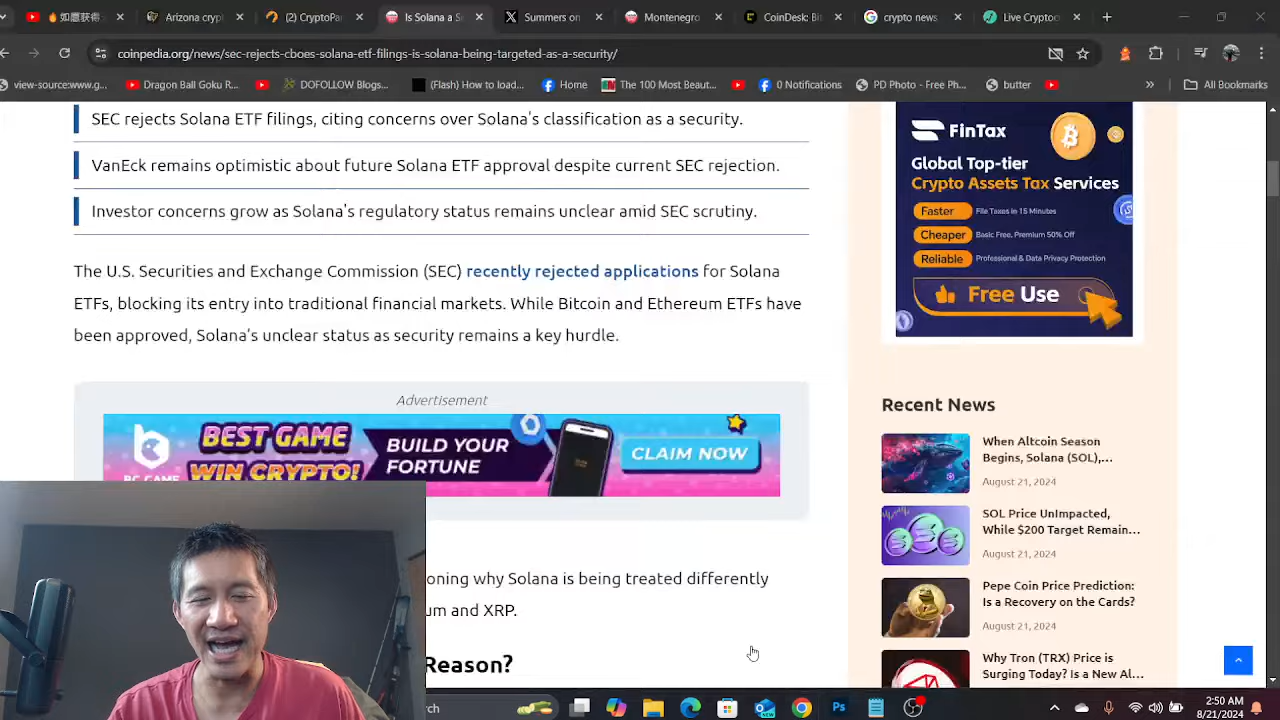 🔥如愿获得
Arizona cryp
(2) CryptoPa
Is Solana a S
Summers on
Montenegro
CoinDesk: Bi
crypto news
Live Cryptoc
coinpedia.org/news/sec-rejects-cboes-solana-etf-filings-is-solana-being-targeted-as-a-security/
view-source:www.g...
Dragon Ball Goku R...
DOFOLLOW Blogs...
(Flash) How to load...
Home
The 100 Most Beaut...
0 Notifications
PD Photo - Free Ph...
butter
»
All Bookmarks
SEC rejects Solana ETF filings, citing concerns over Solana's classification as a security.
VanEck remains optimistic about future Solana ETF approval despite current SEC rejection.
Investor concerns grow as Solana's regulatory status remains unclear amid SEC scrutiny.
The U.S. Securities and Exchange Commission (SEC) recently rejected applications for Solana
ETFs, blocking its entry into traditional financial markets. While Bitcoin and Ethereum ETFs have
been approved, Solana's unclear status as security remains a key hurdle.
Advertisement
BC.GAME
BEST GAME
WIN CRYPTO
BUILD YOUR
FORTUNE
CLAIM NOW
oning why Solana is being treated differently
um and XRP.
Reason?
FinTax
Global Top-tier
Crypto Assets Tax Services
Faster File Taxes in 15 Minutes
Cheaper Basic Free, Premium 50% Off
Reliable Professional & Data Privacy Protection
Free Use
Recent News
When Altcoin Season
Begins, Solana (SOL),...
August 21, 2024
SOL Price UnImpacted,
While $200 Target Remain...
August 21, 2024
Pepe Coin Price Prediction:
Is a Recovery on the Cards?
August 21, 2024
Why Tron (TRX) Price is
Surging Today? Is a New Al...
rch
NEW
Ps
2:50 AM
8/21/2024